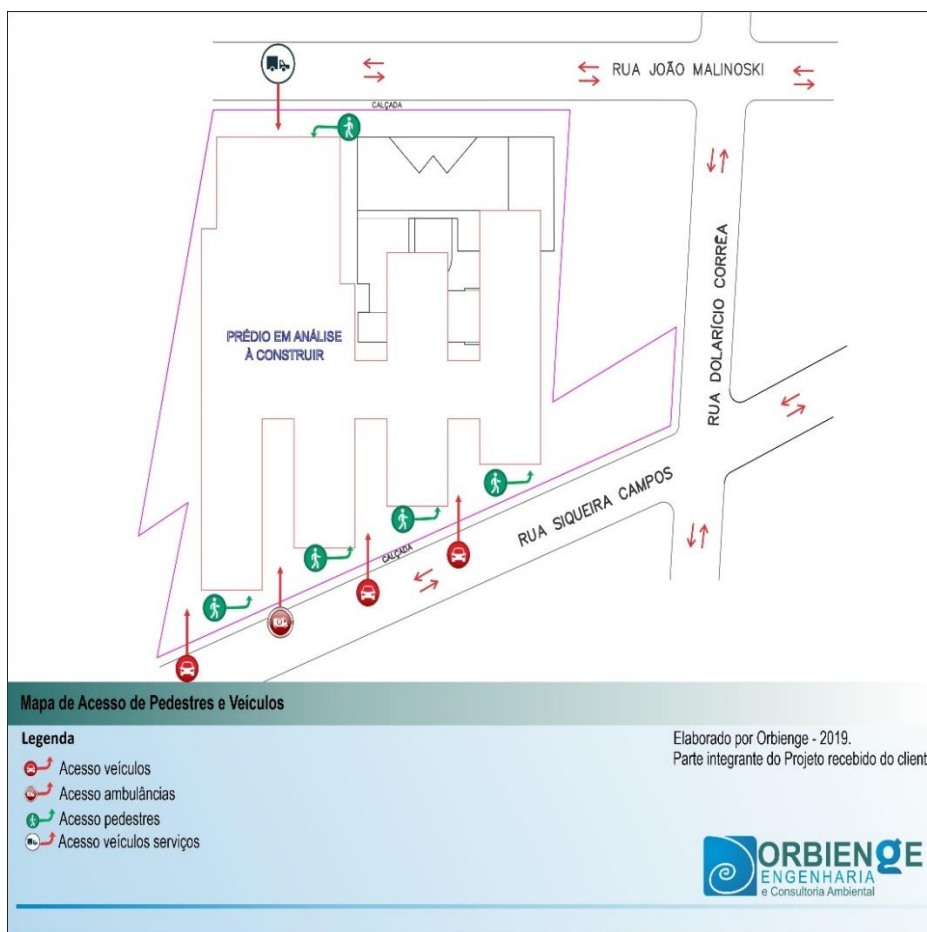 RUA JOÃO MALINOSKI
CALÇADA
RUA DOLARÍCIO CORRÊA
PRÉDIO EM ANÁLISE
À CONSTRUIR
RUA SIQUEIRA CAMPOS
CALÇADA
Mapa de Acesso de Pedestres e Veículos
Legenda
Acesso veículos
Acesso ambulâncias
Acesso pedestres
Acesso veículos serviços
Elaborado por Orbienge - 2019.
Parte integrante do Projeto recebido do client
ORBIENGE
ENGENHARIA
e Consultoria Ambiental